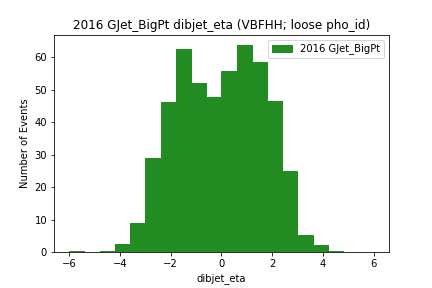 2016 GJet_BigPt dibjet_eta (VBFHH; loose pho_id)
2016 GJet_BigPt
Number of Events
60
50
40
30
20
10
0
−6 −4 −2 0 2 4 6
dibjet_eta